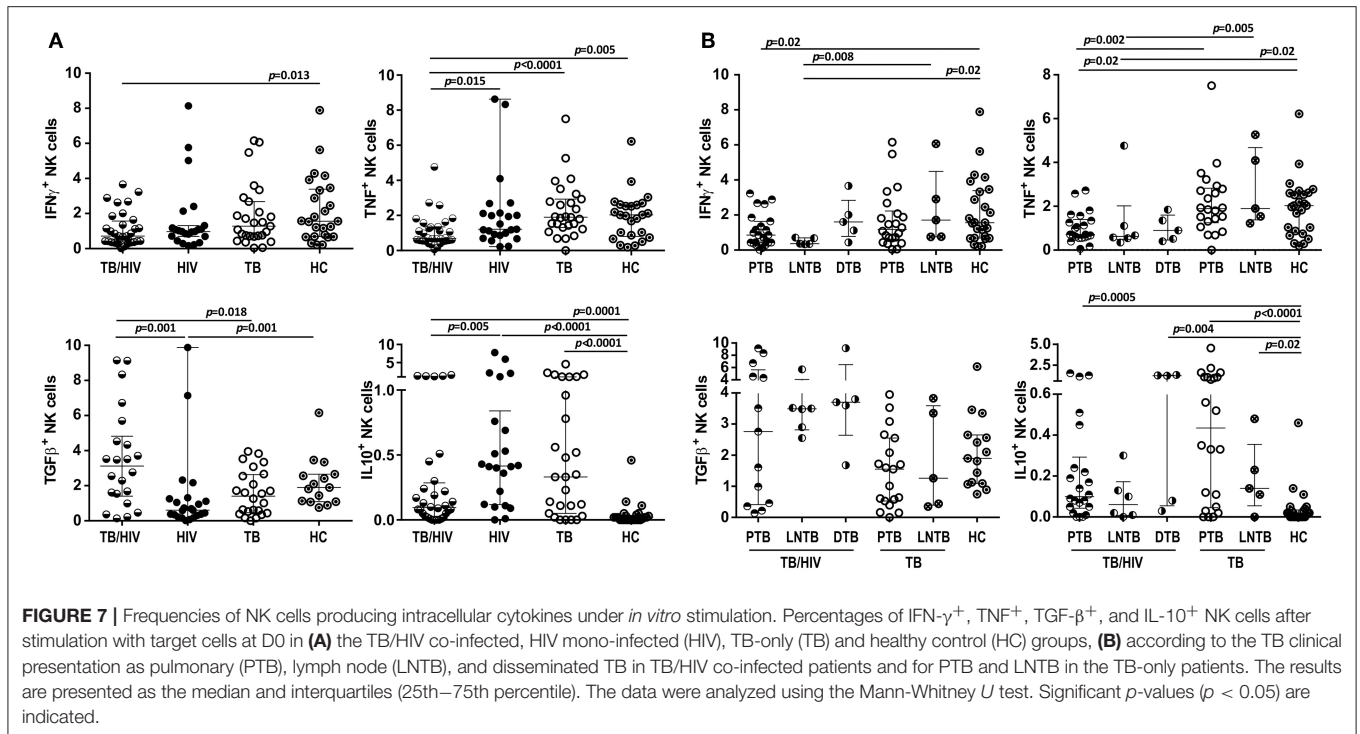 A
B
p=0.005
p<0.0001
p=0.013
p=0.015
IFNγ+ NK cells
10
8
6
4
2
0
TB/HIV HIV TB HC
TNF+ NK cells
10
8
6
4
2
0
TB/HIV HIV TB HC
p=0.02
p=0.008
p=0.02
IFNγ+ NK cells
10
8
6
4
2
0
PTB LNTB DTB PTB LNTB HC
p=0.005
p=0.002
p=0.02
p=0.02
TNF+ NK cells
8
6
4
2
0
PTB LNTB DTB PTB LNTB HC
p=0.018
p=0.001
p=0.001
TGFβ+ NK cells
10
8
6
4
2
0
TB/HIV HIV TB HC
p=0.0001
p=0.005
p<0.0001
p<0.0001
IL10+ NK cells
10
5
1.0
0.5
0.0
TB/HIV HIV TB HC
TGFβ+ NK cells
10
8
6
4
3
2
1
0
PTB LNTB DTB PTB LNTB HC
TB/HIV TB
p=0.0005
p<0.0001
p=0.004
p=0.02
IL10+ NK cells
5.0
2.5
0.6
0.4
0.2
0.0
PTB LNTB DTB PTB LNTB HC
TB/HIV TB
FIGURE 7 | Frequencies of NK cells producing intracellular cytokines under in vitro stimulation. Percentages of IFN-γ+, TNF+, TGF-β+, and IL-10+ NK cells after
stimulation with target cells at D0 in (A) the TB/HIV co-infected, HIV mono-infected (HIV), TB-only (TB) and healthy control (HC) groups, (B) according to the TB clinical
presentation as pulmonary (PTB), lymph node (LNTB), and disseminated TB in TB/HIV co-infected patients and for PTB and LNTB in the TB-only patients. The results
are presented as the median and interquartiles (25th–75th percentile). The data were analyzed using the Mann-Whitney U test. Significant p-values (p < 0.05) are
indicated.